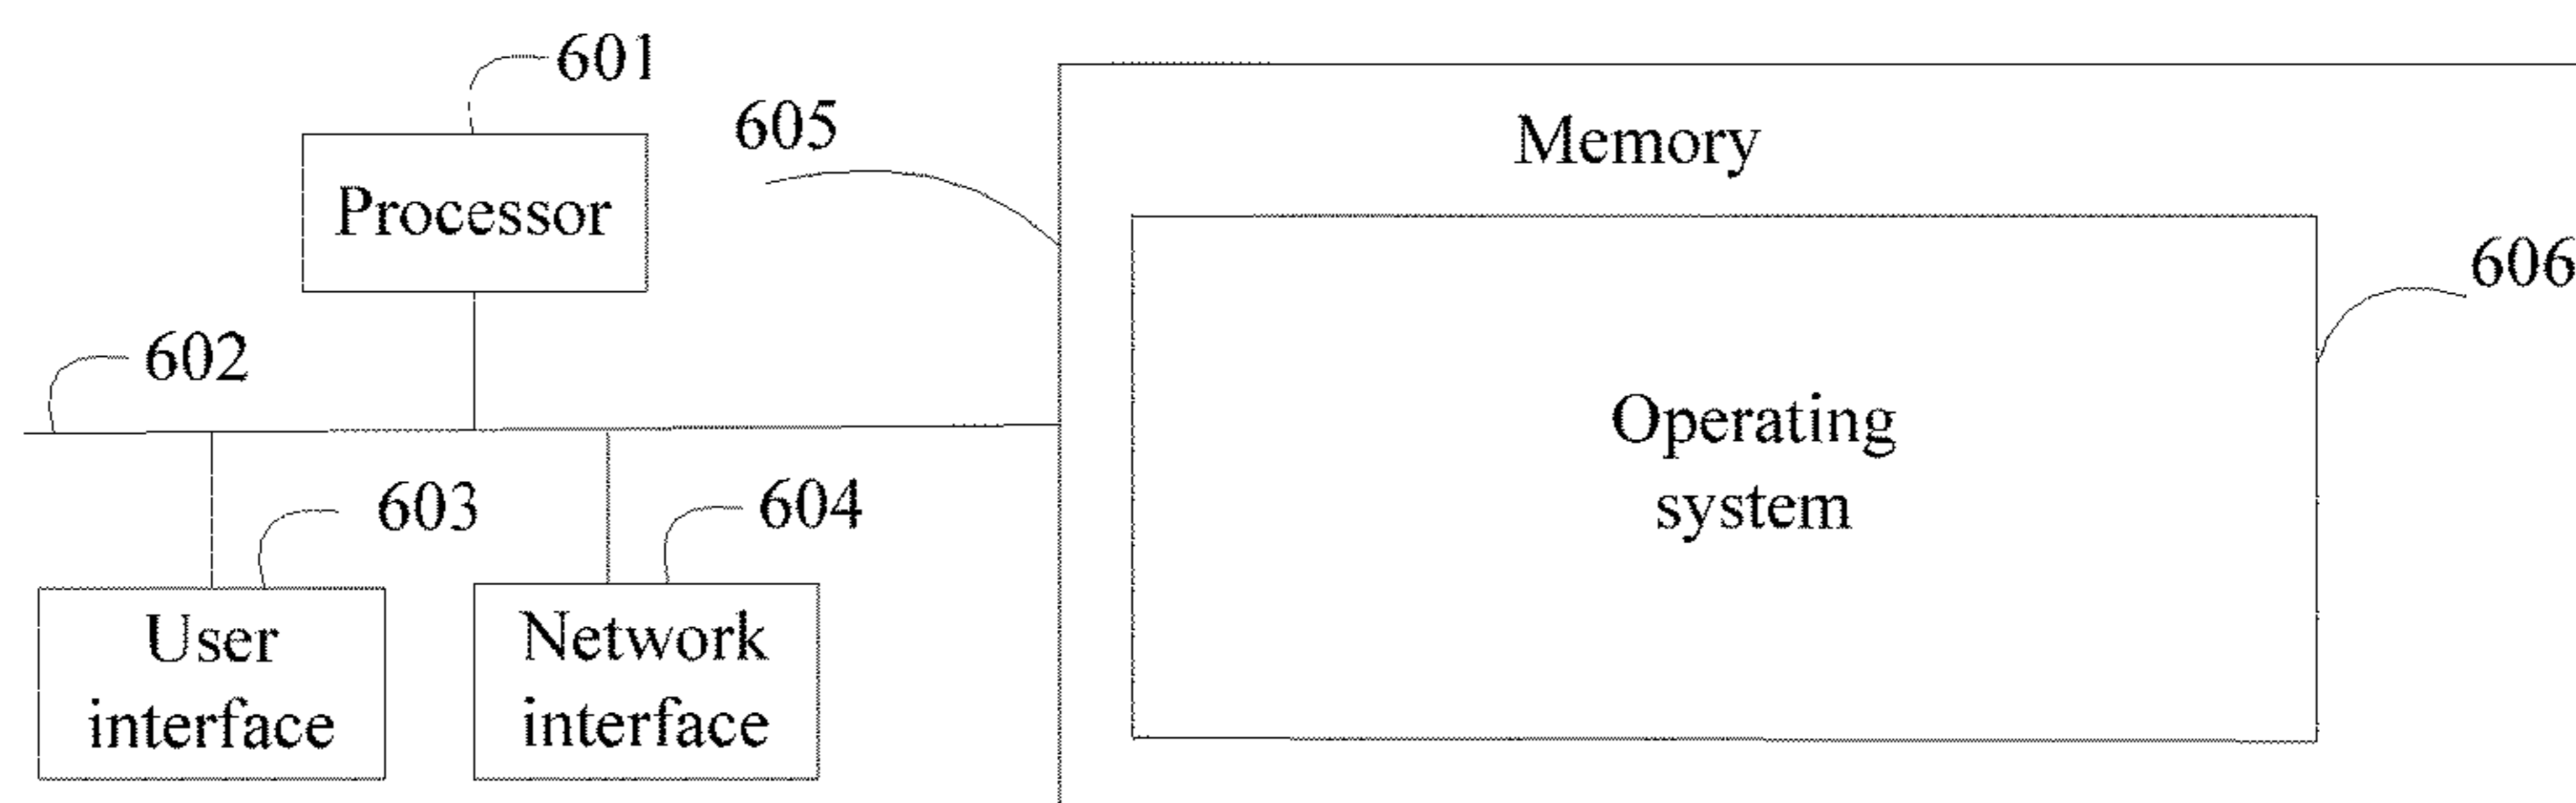 601
605
Memory
Processor
606
602
Operating
system
603
604
User
interface
Network
interface